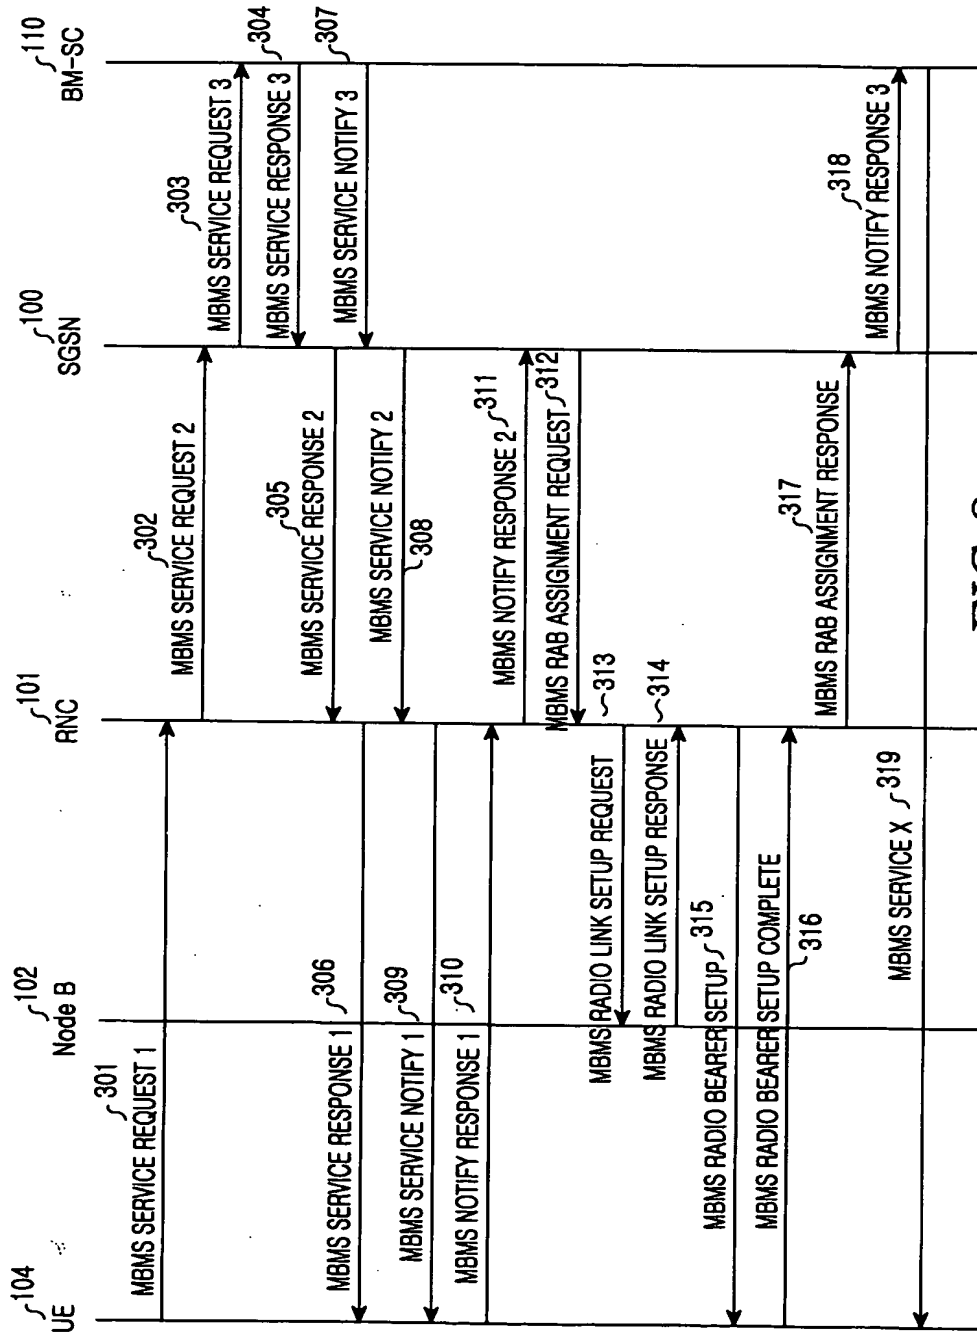 104
UE
102
Node B
101
RNC
100
SGSN
110
BM-SC
301
MBMS SERVICE REQUEST 1
302
MBMS SERVICE REQUEST 2
303
MBMS SERVICE REQUEST 3
304
MBMS SERVICE RESPONSE 3
305
MBMS SERVICE RESPONSE 2
306
MBMS SERVICE RESPONSE 1
307
MBMS SERVICE NOTIFY 3
MBMS SERVICE NOTIFY 2
308
309
MBMS SERVICE NOTIFY 1
310
MBMS NOTIFY RESPONSE 1
MBMS NOTIFY RESPONSE 2 311
MBMS RAB ASSIGNMENT REQUEST 312
313
MBMS RADIO LINK SETUP REQUEST
314
MBMS RADIO LINK SETUP RESPONSE
MBMS RADIO BEARER SETUP 315
MBMS RADIO BEARER SETUP COMPLETE
316
317
MBMS RAB ASSIGNMENT RESPONSE
318
MBMS NOTIFY RESPONSE 3
MBMS SERVICE X 319